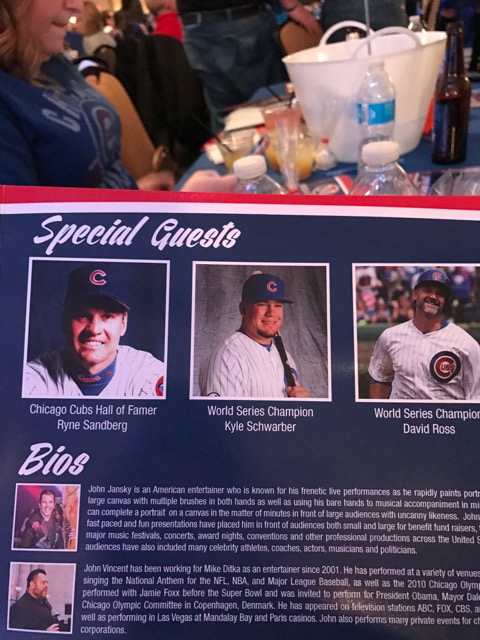 Special Guests
Chicago Cubs Hall of Famer
Ryne Sandberg
World Series Champion
Kyle Schwarber
World Series Champion
David Ross
Bios
John Jansky is an American entertainer who is known for his frenetic live performances as he rapidly paints
large canvas with multiple brushes in both hands as well as using his bare hands to musical accompaniment in
can complete a portrait on a canvas in the matter of minutes in front of large audiences with uncanny likeness. John
fast paced and fun presentations have placed him in front of audiences both small and large for benefit fund raisers,
major music festivals, concerts, award nights, conventions and other professional productions across the United
audiences have also included many celebrity athletes, coaches, actors, musicians and politicians.
John Vincent has been working for Mike Ditka as an entertainer since 2001. He has performed at a variety of venues
singing the National Anthem for the NFL, NBA, and Major League Baseball, as well as the 2010 Chicago
performed with Jamie Foxx before the Super Bowl and was invited to perform for President Obama, Mayor
Chicago Olympic Committee in Copenhagen, Denmark. He has appeared on television stations ABC, FOX, CBS,
well as performing in Las Vegas at Mandalay Bay and Paris casinos. John also performs many private events for
corporations.